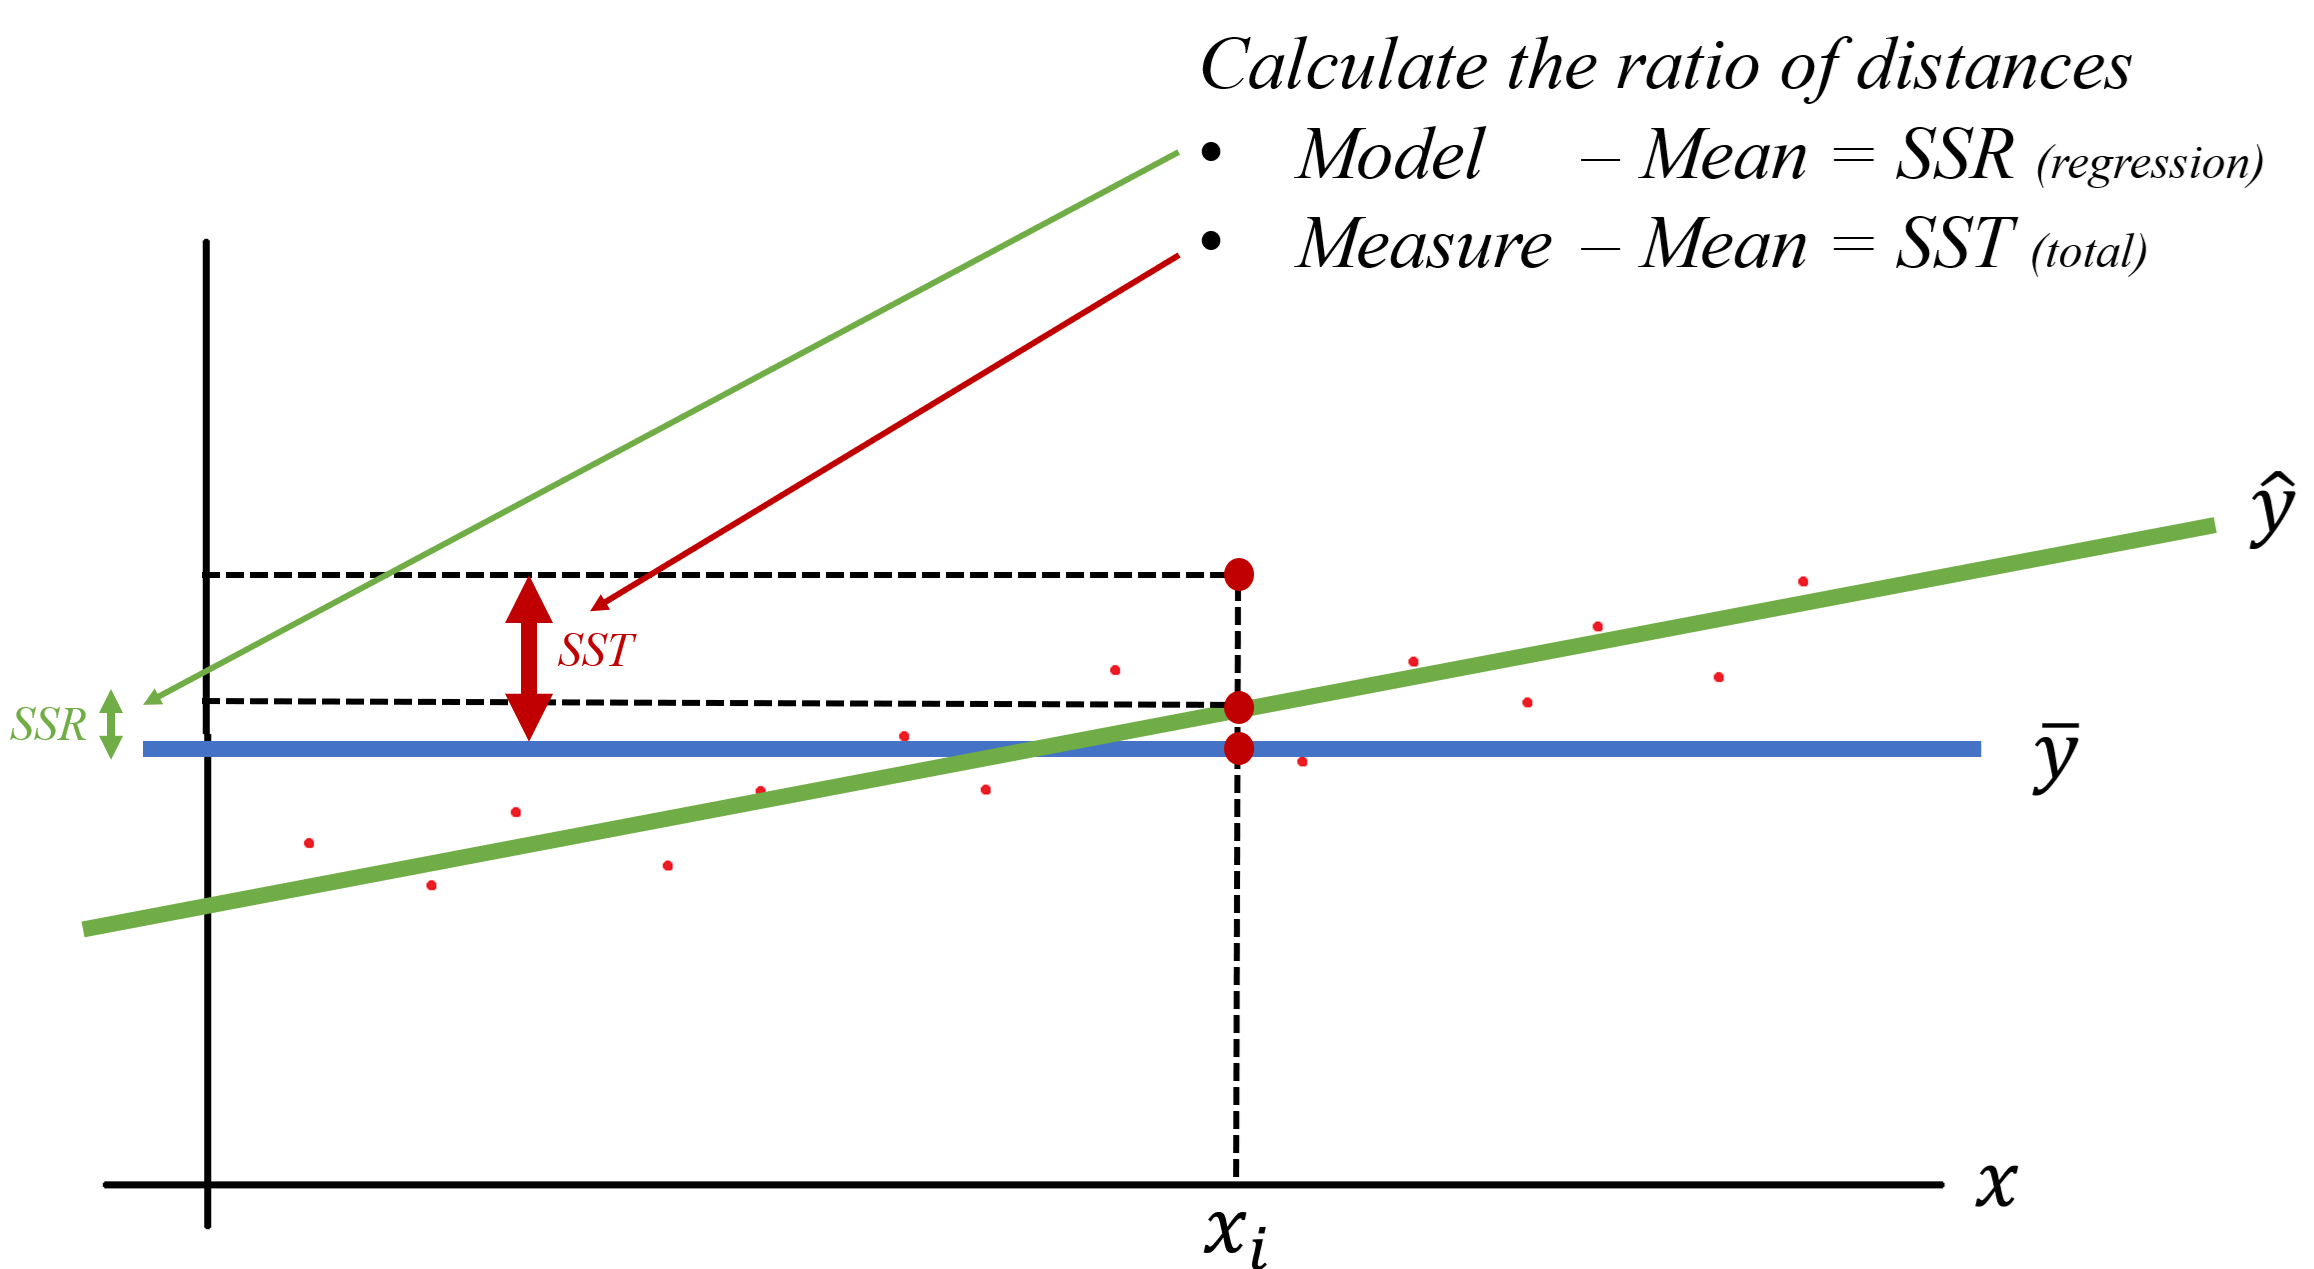 Calculate the ratio of distances
• Model – Mean = SSR (regression)
• Measure – Mean = SST (total)
ŷ
SST
SSR
y̅
x
xᵢ